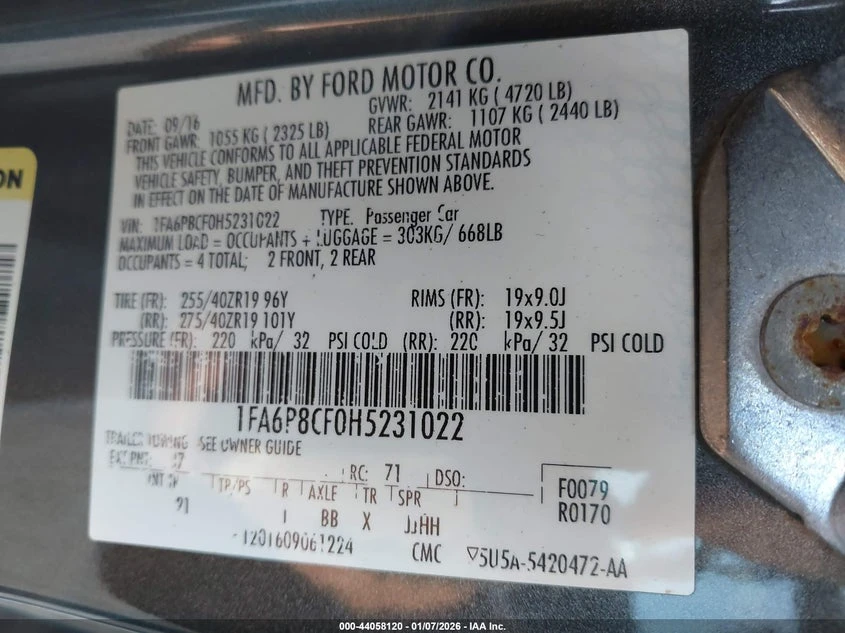 MFD. BY FORD MOTOR CO.
DATE: 09/16 GVWR: 2141 KG ( 4720 LB)
FRONT GAWR: 1055 KG ( 2325 LB) REAR GAWR: 1107 KG ( 2440 LB)
THIS VEHICLE CONFORMS TO ALL APPLICABLE FEDERAL MOTOR
VEHICLE SAFETY, BUMPER, AND THEFT PREVENTION STANDARDS
IN EFFECT ON THE DATE OF MANUFACTURE SHOWN ABOVE.
VIN: 1FA6P8CF0H5231022 TYPE: Passenger Car
MAXIMUM LOAD = OCCUPANTS + LUGGAGE = 303KG/ 668LB
OCCUPANTS = 4 TOTAL; 2 FRONT, 2 REAR
TIRE (FR): 255/40ZR19 96Y RIMS (FR): 19x9.0J
(RR): 275/40ZR19 101Y (RR): 19x9.5J
PRESSURE (FR): 220 kPa/ 32 PSI COLD (RR): 220 kPa/ 32 PSI COLD
1FA6P8CF0H5231022
TRAILER TOWING - SEE OWNER GUIDE
EXT PNT: RC: 71 DSO: F0079
INT TR TP/PS R AXLE TR SPR R0170
91 I BB X JJHH
CMC ▽5U5A-5420472-AA
ON
000-44058120 - 01/07/2026 - IAA Inc.